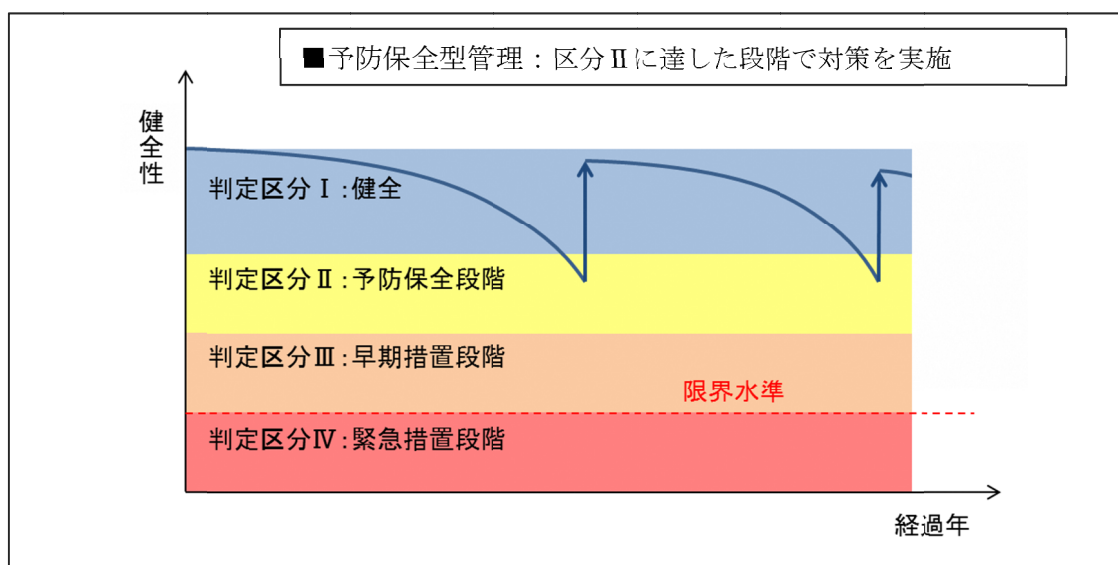 ■予防保全型管理：区分Ⅱに達した段階で対策を実施
健全性
判定区分Ⅰ：健全
判定区分Ⅱ：予防保全段階
判定区分Ⅲ：早期措置段階
限界水準
判定区分Ⅳ：緊急措置段階
経過年